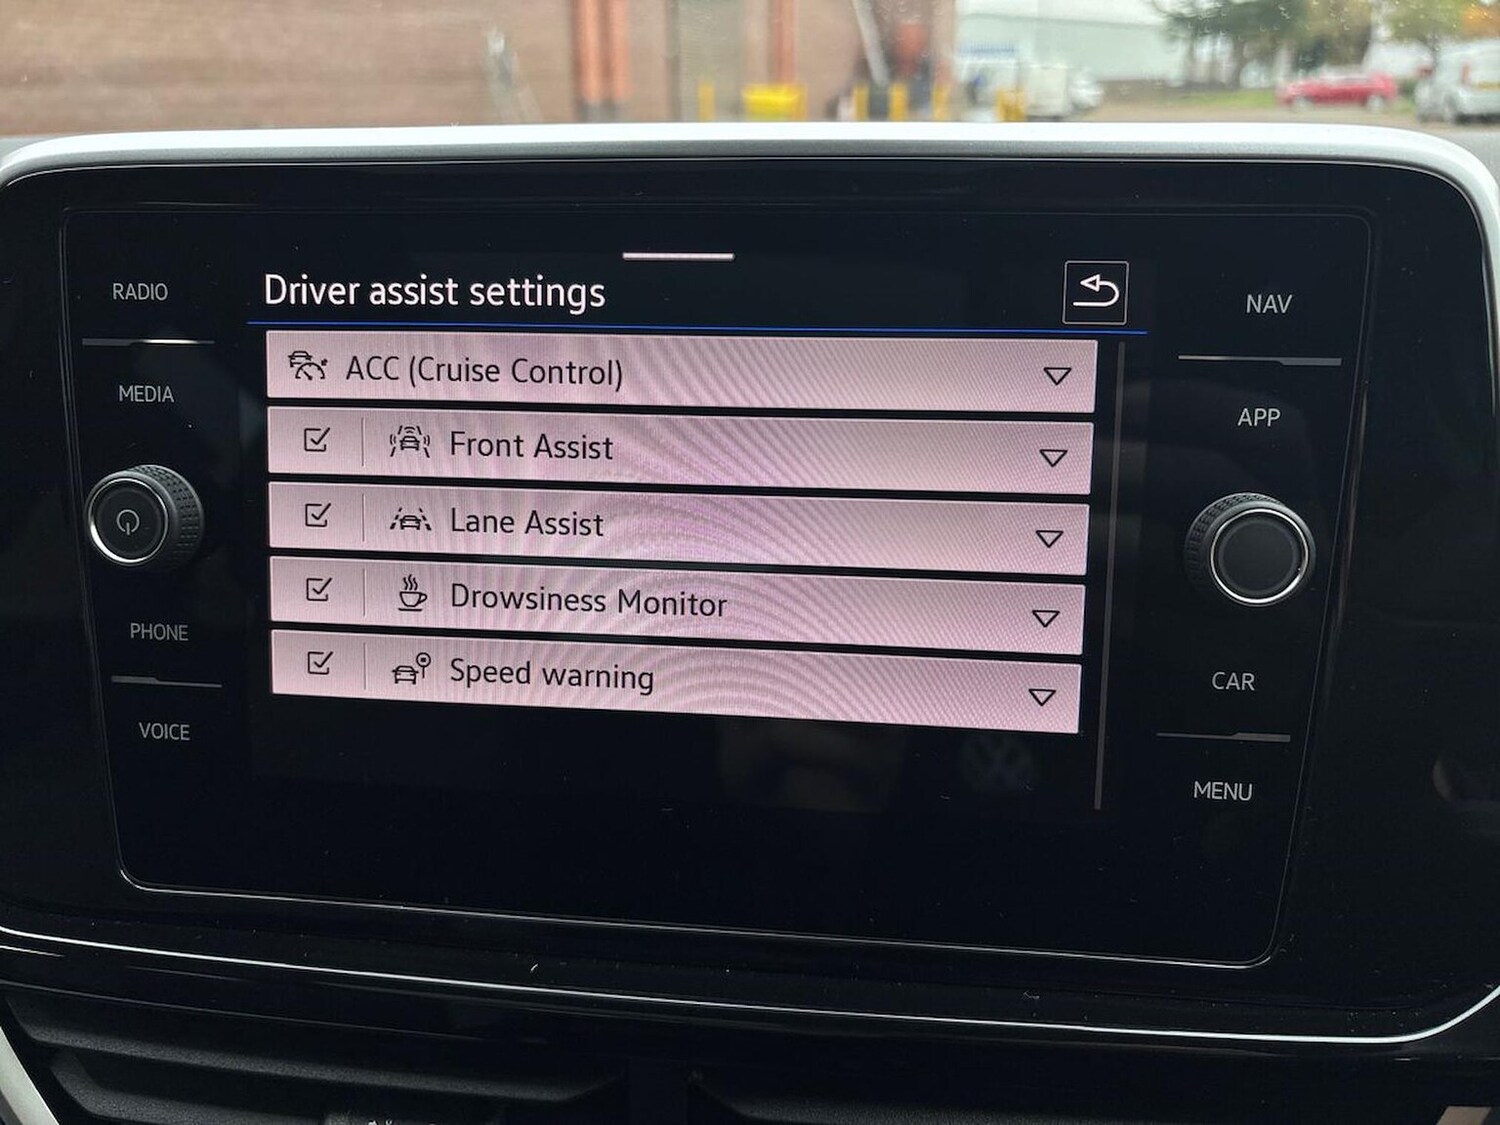 Driver assist settings
RADIO
MEDIA
PHONE
VOICE
ACC (Cruise Control)
Front Assist
Lane Assist
Drowsiness Monitor
Speed warning
NAV
APP
CAR
MENU